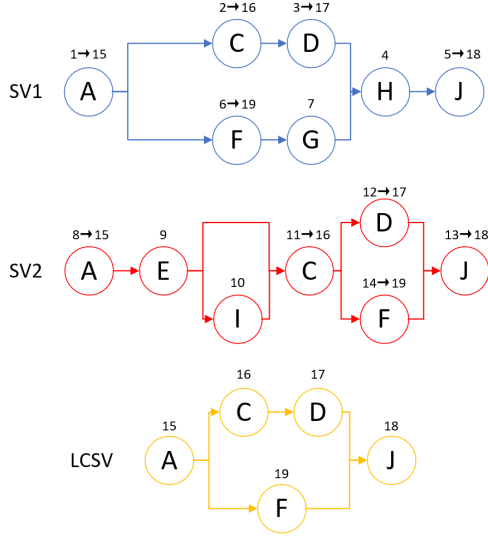 2→16 3→17
C D
1→15 4 5→18
SV1 A H J
6→19 7
F G
12→17
D
8→15 9 11→16 13→18
SV2 A E C J
10 14→19
I F
16 17
C D
15 18
LCSV A J
19
F